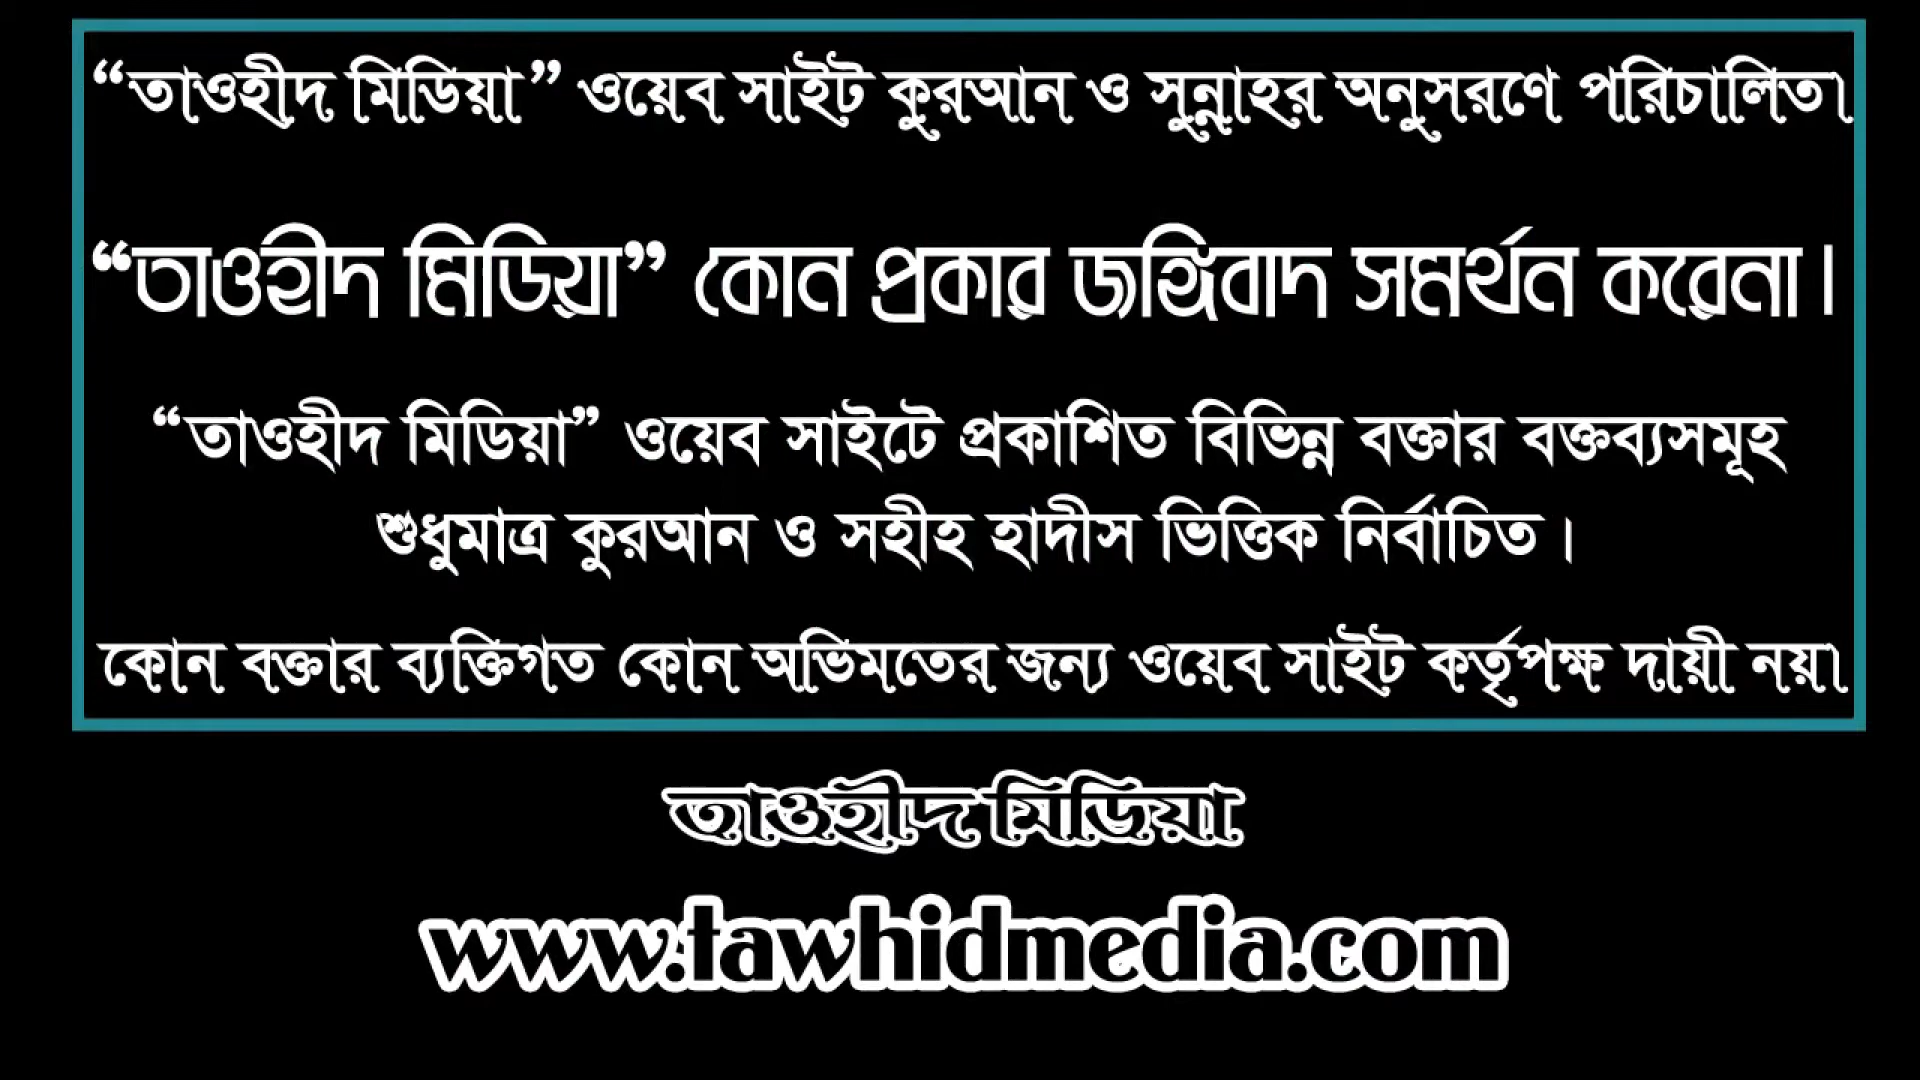 “তাওহীদ মিডিয়া” ওয়েব সাইট কুরআন ও সুন্নাহর অনুসরণে পরিচালিত।
“তাওহীদ মিডিয়া” কোন প্রকার জঙ্গিবাদ সমর্থন করেনা।
“তাওহীদ মিডিয়া” ওয়েব সাইটে প্রকাশিত বিভিন্ন বক্তার বক্তব্যসমূহ
শুধুমাত্র কুরআন ও সহীহ হাদীস ভিত্তিক নির্বাচিত।
কোন বক্তার ব্যক্তিগত কোন অভিমতের জন্য ওয়েব সাইট কর্তৃপক্ষ দায়ী নয়।
তাওহীদ মিডিয়া
www.tawhidmedia.com